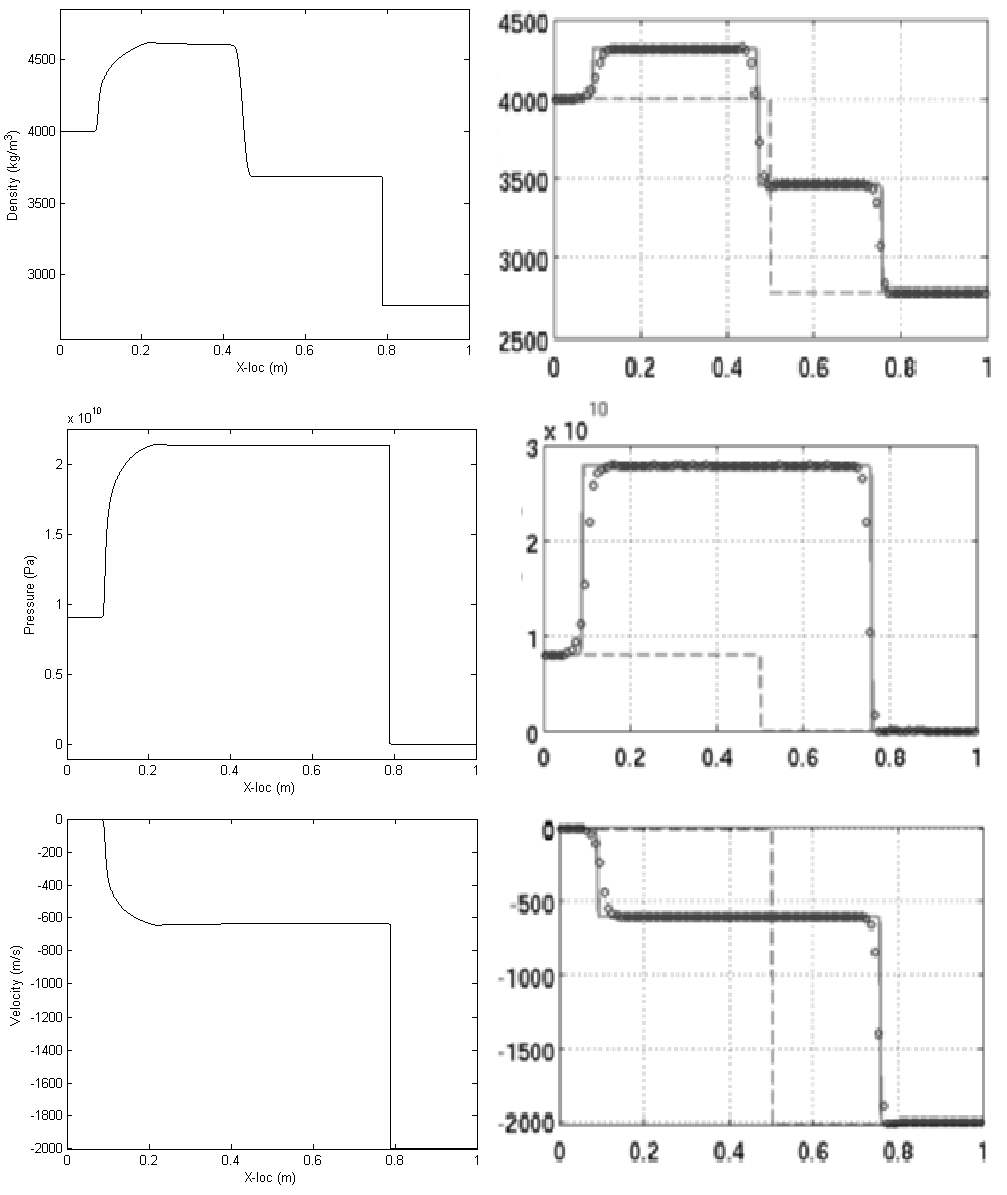 4500
4000
3500
3000
Density (kg/m3)
0 0.2 0.4 0.6 0.8 1
X-loc (m)
4500
4000
3500
3000
2500
0 0.2 0.4 0.6 0.8 1
x 10^10
2
1.5
1
0.5
0
Pressure (Pa)
0 0.2 0.4 0.6 0.8 1
X-loc (m)
10
x 10
3
2
1
0
0 0.2 0.4 0.6 0.8 1
0
-200
-400
-600
-800
-1000
-1200
-1400
-1600
-1800
-2000
Velocity (m/s)
0 0.2 0.4 0.6 0.8 1
X-loc (m)
0
-500
-1000
-1500
-2000
0 0.2 0.4 0.6 0.8 1